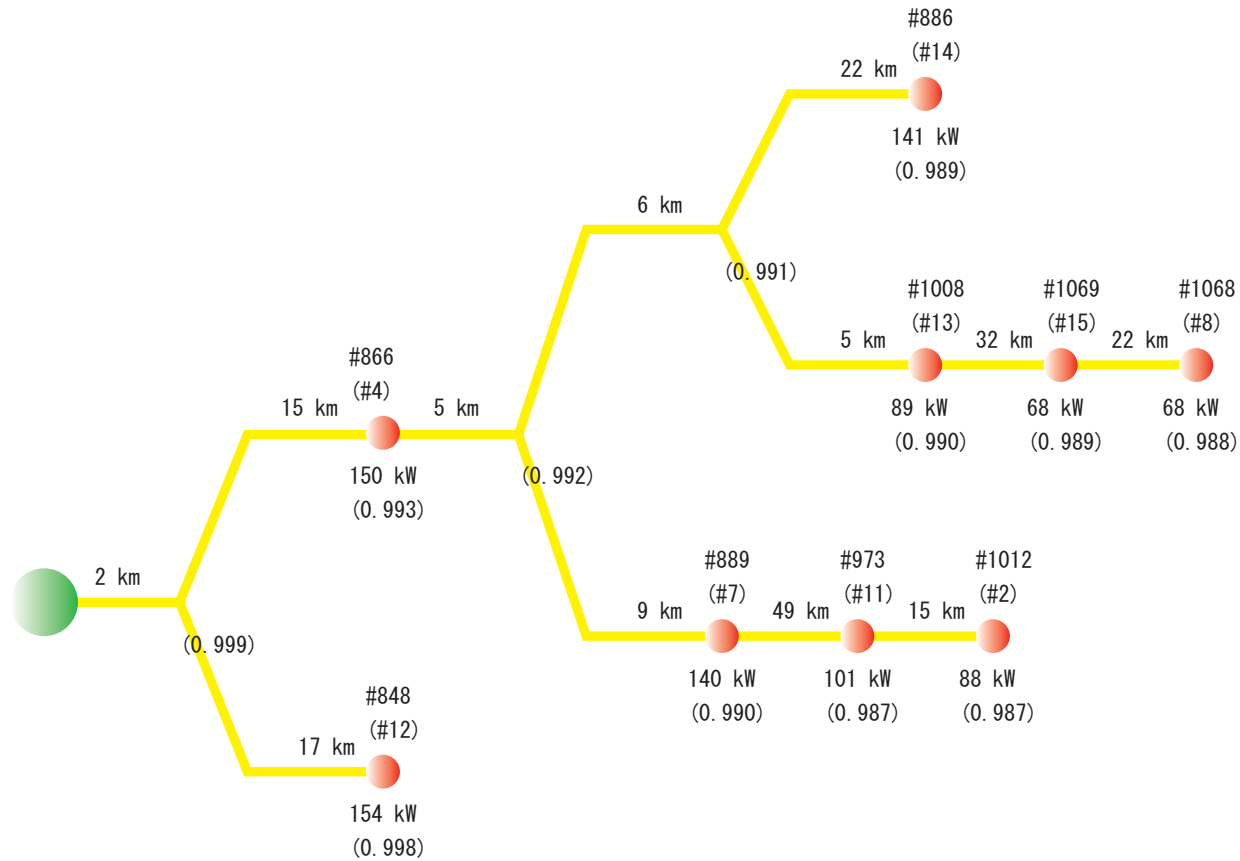 #886
(#14)
22 km
141 kW
(0.989)
6 km
(0.991)
#1008
(#13)
#1069
(#15)
#1068
(#8)
5 km
32 km
22 km
89 kW
(0.990)
68 kW
(0.989)
68 kW
(0.988)
#866
(#4)
15 km
5 km
150 kW
(0.993)
(0.992)
#889
(#7)
#973
(#11)
#1012
(#2)
9 km
49 km
15 km
140 kW
(0.990)
101 kW
(0.987)
88 kW
(0.987)
2 km
(0.999)
#848
(#12)
17 km
154 kW
(0.998)